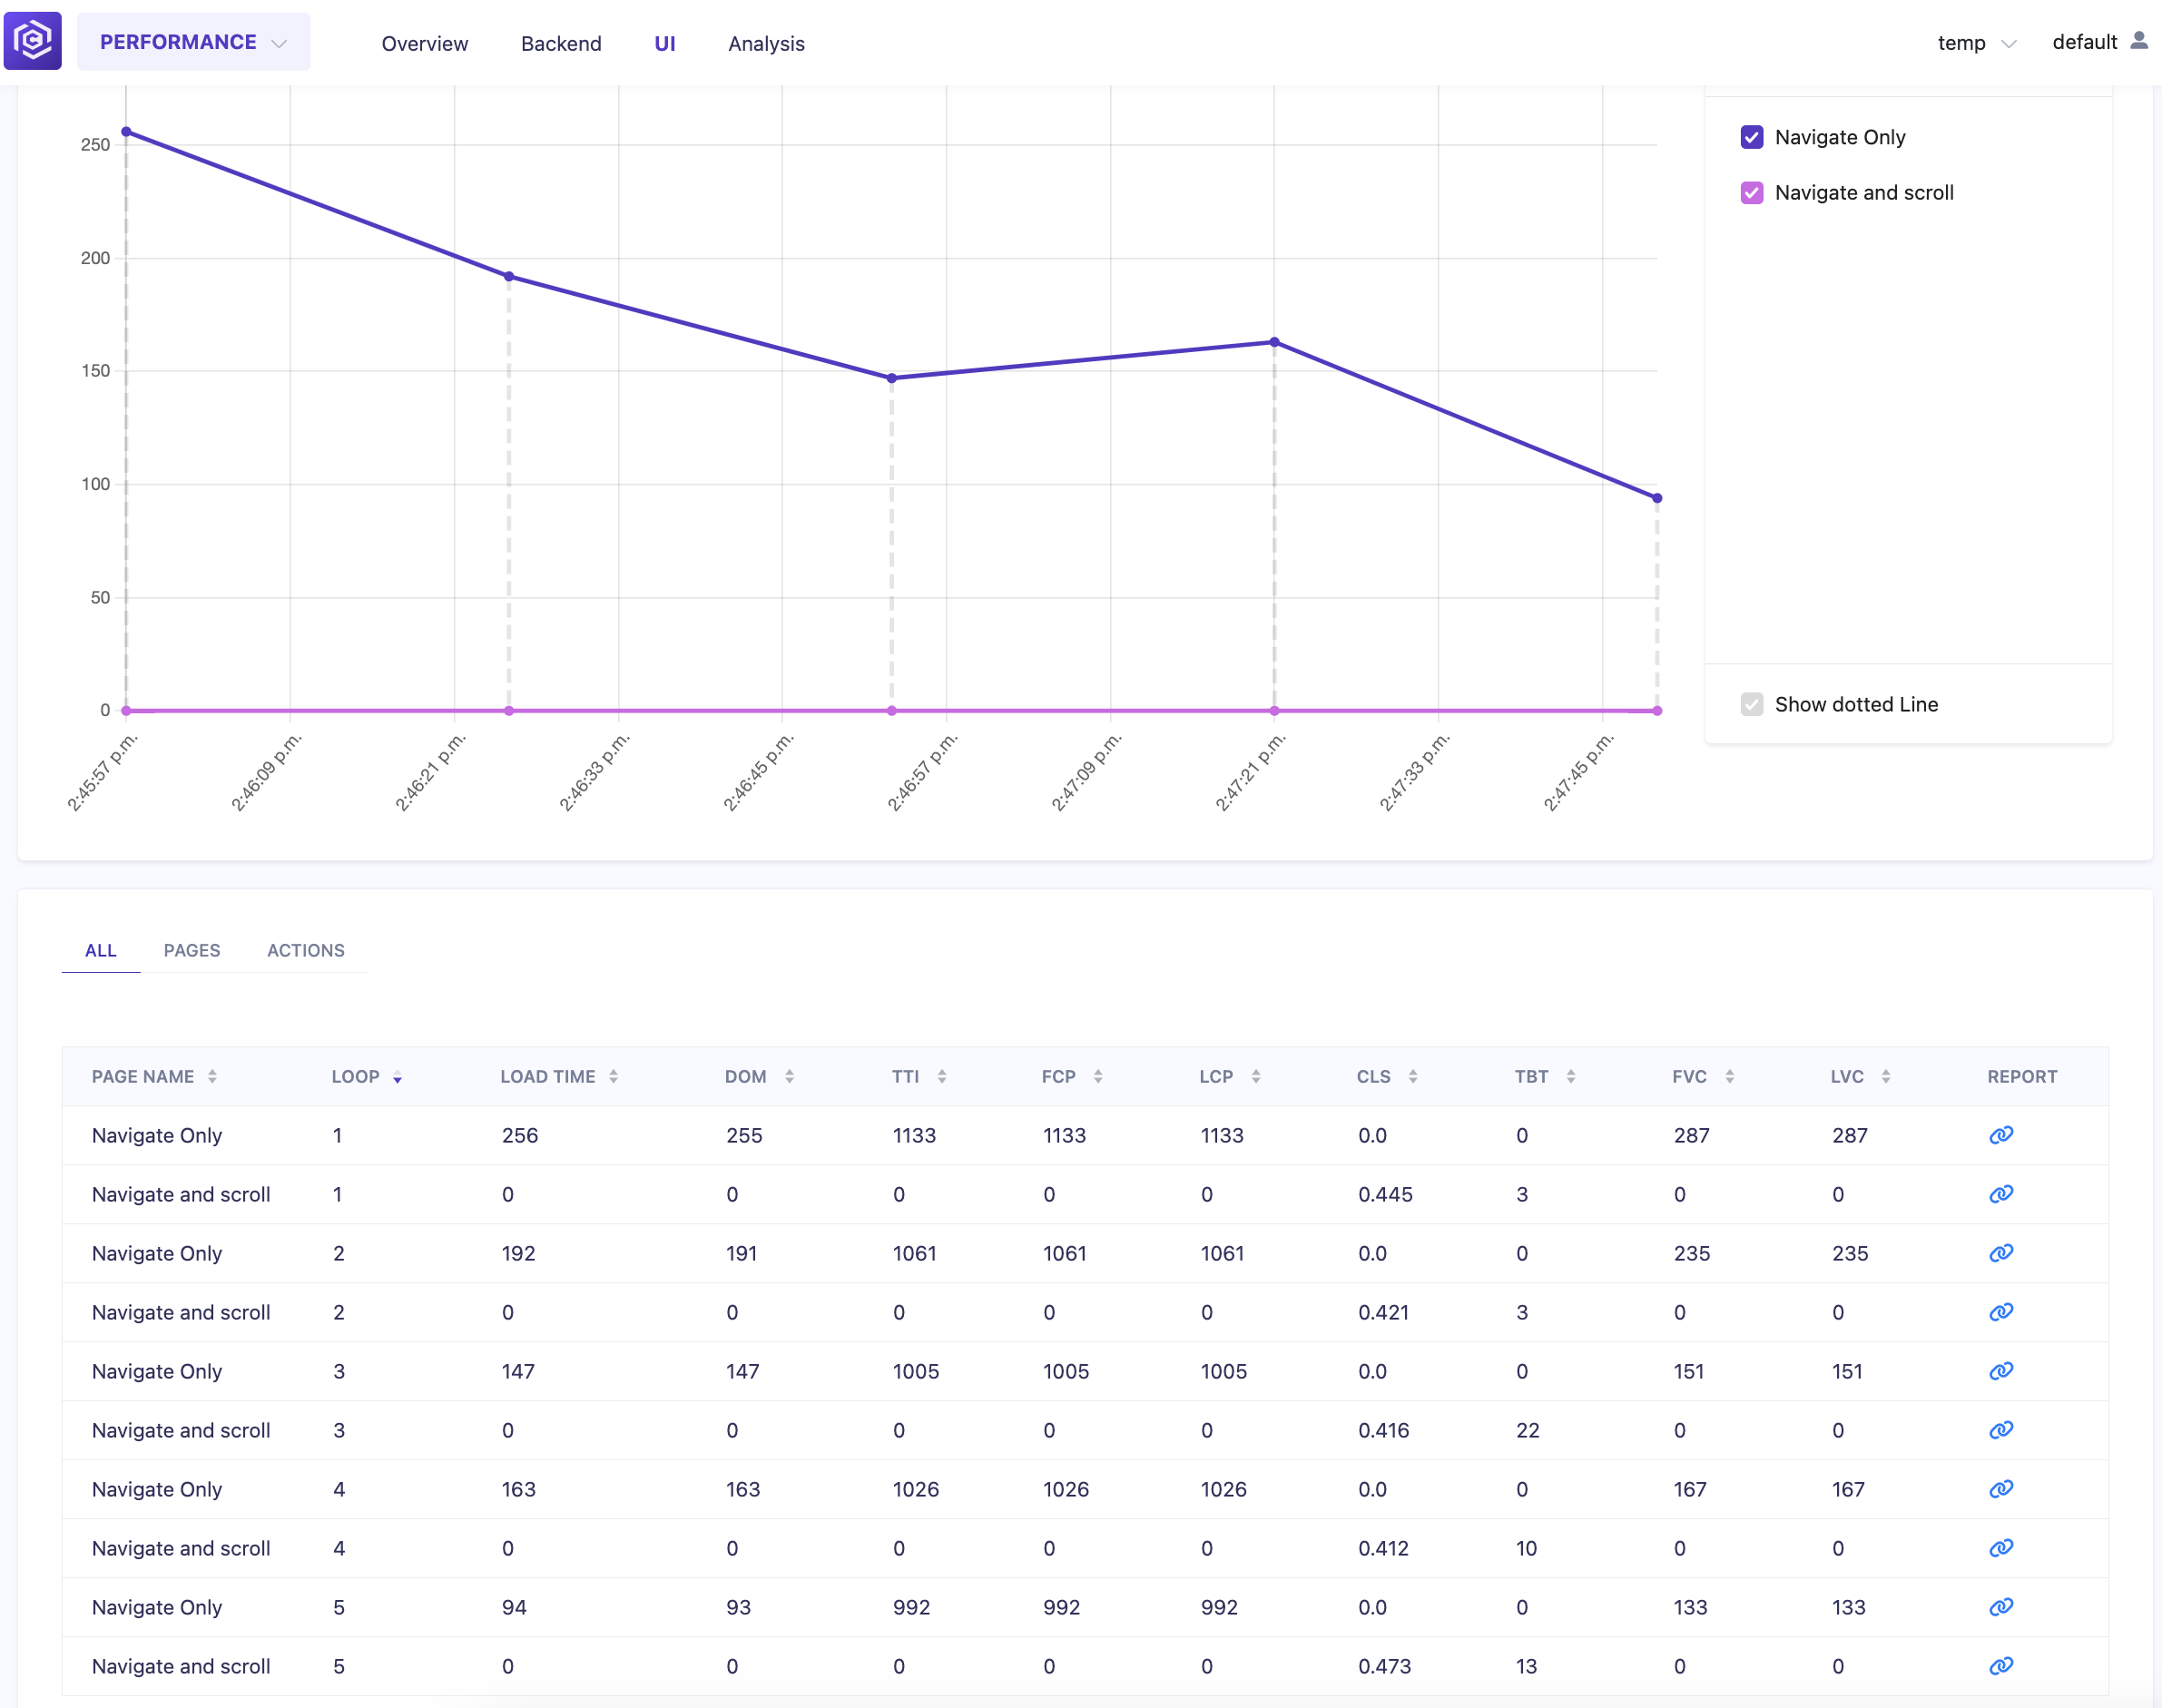 PERFORMANCE Overview Backend UI Analysis temp default
250
200
150
100
50
0
2:45:57 p.m. 2:46:09 p.m. 2:46:21 p.m. 2:46:33 p.m. 2:46:45 p.m. 2:46:57 p.m. 2:47:09 p.m. 2:47:21 p.m. 2:47:33 p.m. 2:47:45 p.m.
Navigate Only
Navigate and scroll
Show dotted Line
ALL PAGES ACTIONS
PAGE NAME LOOP LOAD TIME DOM TTI FCP LCP CLS TBT FVC LVC REPORT
Navigate Only 1 256 255 1133 1133 1133 0.0 0 287 287
Navigate and scroll 1 0 0 0 0 0 0.445 3 0 0
Navigate Only 2 192 191 1061 1061 1061 0.0 0 235 235
Navigate and scroll 2 0 0 0 0 0 0.421 3 0 0
Navigate Only 3 147 147 1005 1005 1005 0.0 0 151 151
Navigate and scroll 3 0 0 0 0 0 0.416 22 0 0
Navigate Only 4 163 163 1026 1026 1026 0.0 0 167 167
Navigate and scroll 4 0 0 0 0 0 0.412 10 0 0
Navigate Only 5 94 93 992 992 992 0.0 0 133 133
Navigate and scroll 5 0 0 0 0 0 0.473 13 0 0